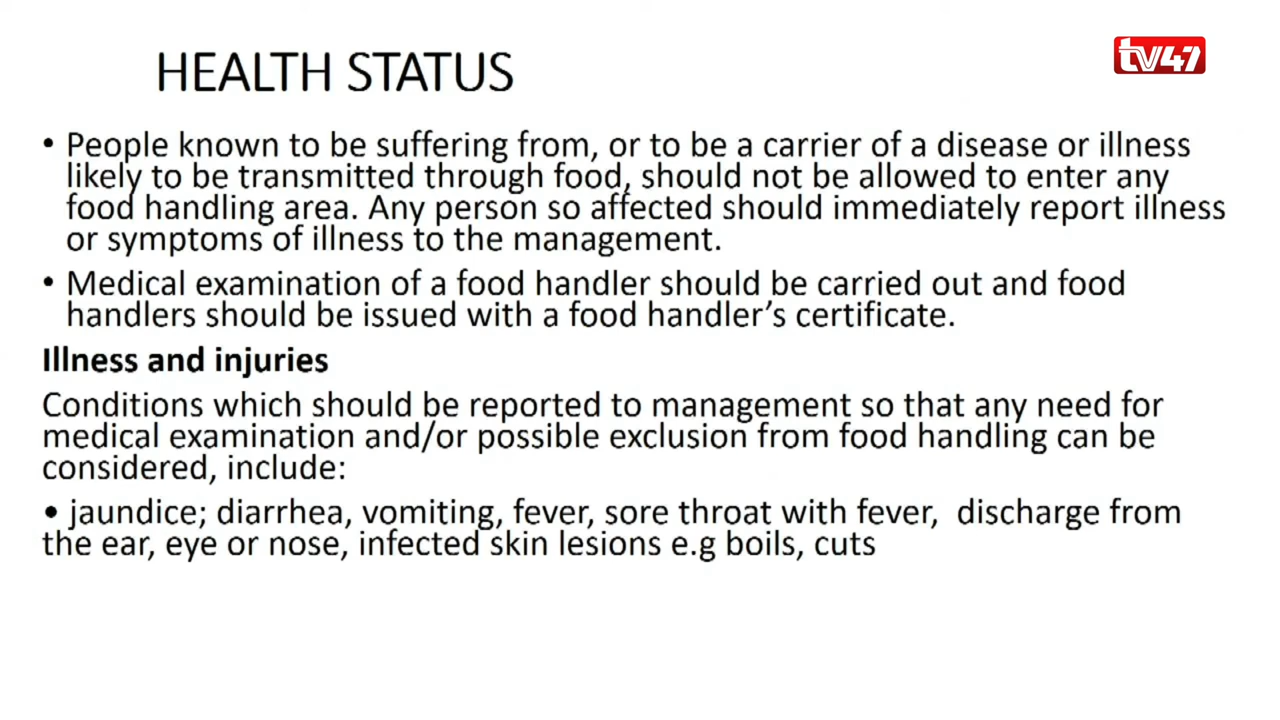 HEALTH STATUS
tv47
• People known to be suffering from, or to be a carrier of a disease or illness
likely to be transmitted through food, should not be allowed to enter any
food handling area. Any person so affected should immediately report illness
or symptoms of illness to the management.
• Medical examination of a food handler should be carried out and food
handlers should be issued with a food handler’s certificate.
Illness and injuries
Conditions which should be reported to management so that any need for
medical examination and/or possible exclusion from food handling can be
considered, include:
• jaundice; diarrhea, vomiting, fever, sore throat with fever,  discharge from
the ear, eye or nose, infected skin lesions e.g boils, cuts